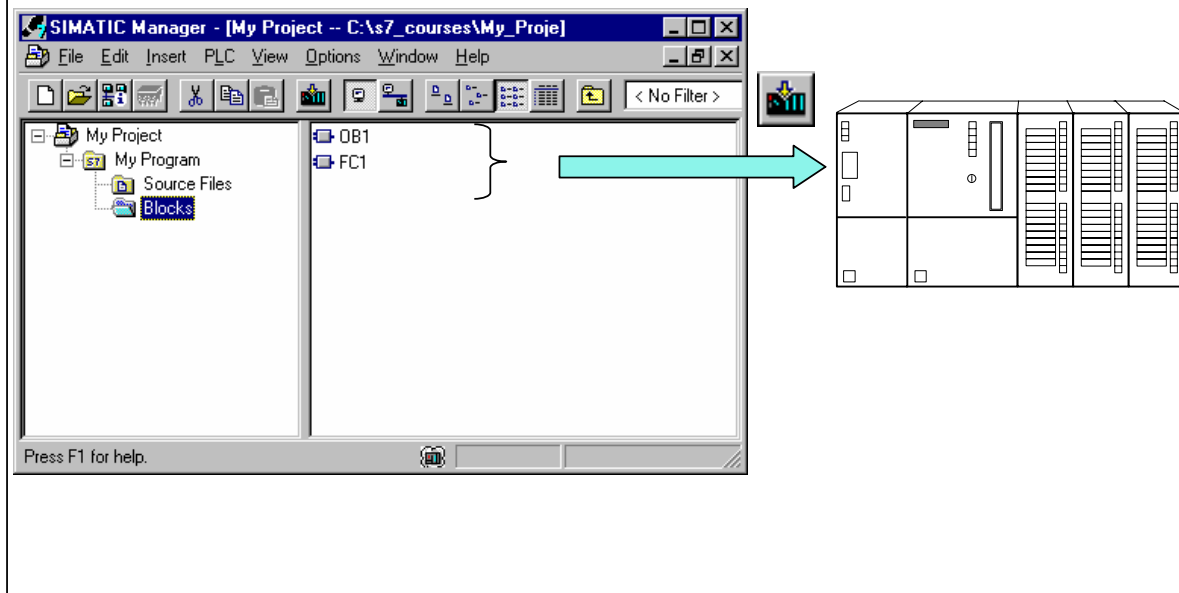 SIMATIC Manager - [My Project -- C:\s7_courses\My_Proje]
File Edit Insert PLC View Options Window Help
< No Filter >
My Project
S7 My Program
Source Files
Blocks
OB1
FC1
Press F1 for help.